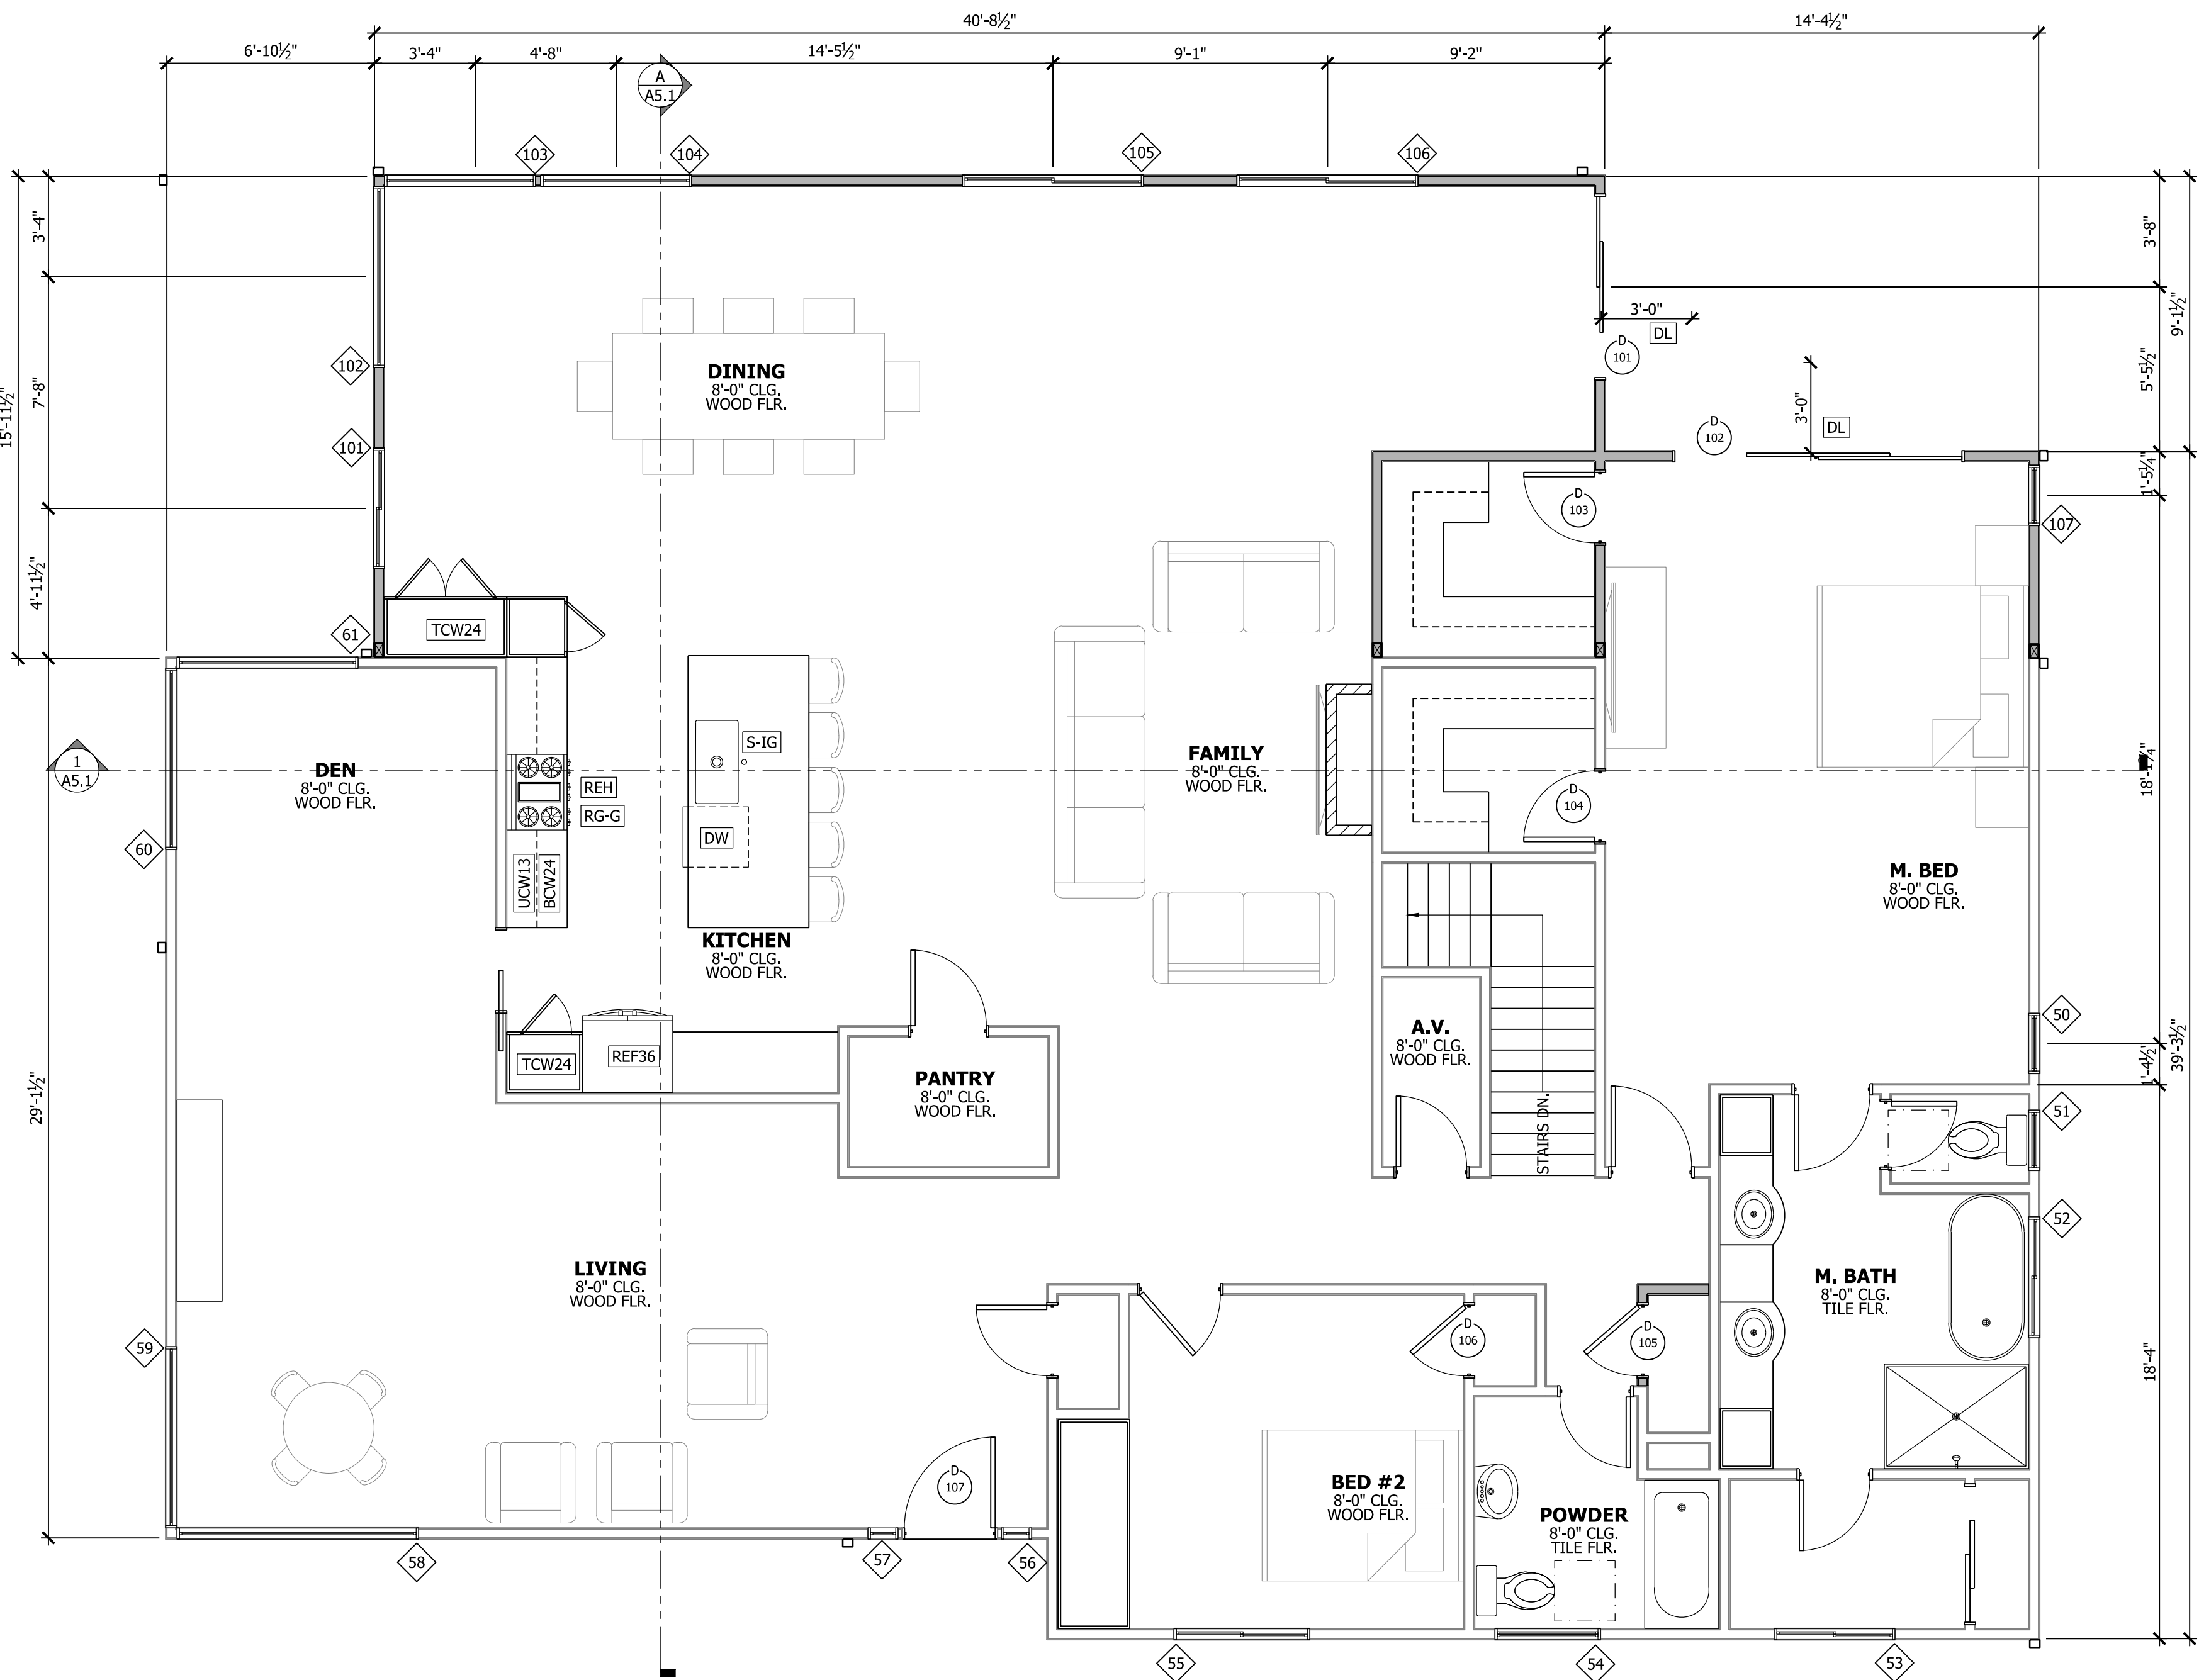 40'-8½"
14'-4½"
6'-10½"
3'-4"
4'-8"
14'-5½"
9'-1"
9'-2"
A
A5.1
103
104
105
106
3'-4"
7'-8"
15'-11½"
4'-11½"
102
101
61
3'-8"
9'-1½"
5'-5½"
1'-5¼"
3'-0"
DL
D
101
3'-0"
DL
D
102
DINING
8'-0" CLG.
WOOD FLR.
D
103
107
TCW24
1
A5.1
DEN
8'-0" CLG.
WOOD FLR.
S-IG
REH
RG-G
DW
UCW13
BCW24
FAMILY
8'-0" CLG.
WOOD FLR.
D
104
18'-1¼"
60
M. BED
8'-0" CLG.
WOOD FLR.
KITCHEN
8'-0" CLG.
WOOD FLR.
50
1'-4½"
39'-3½"
A.V.
8'-0" CLG.
WOOD FLR.
TCW24
REF36
PANTRY
8'-0" CLG.
WOOD FLR.
29'-1½"
STAIRS DN.
51
52
LIVING
8'-0" CLG.
WOOD FLR.
M. BATH
8'-0" CLG.
TILE FLR.
59
D
106
D
105
18'-4"
D
107
BED #2
8'-0" CLG.
WOOD FLR.
POWDER
8'-0" CLG.
TILE FLR.
58
57
56
55
54
53